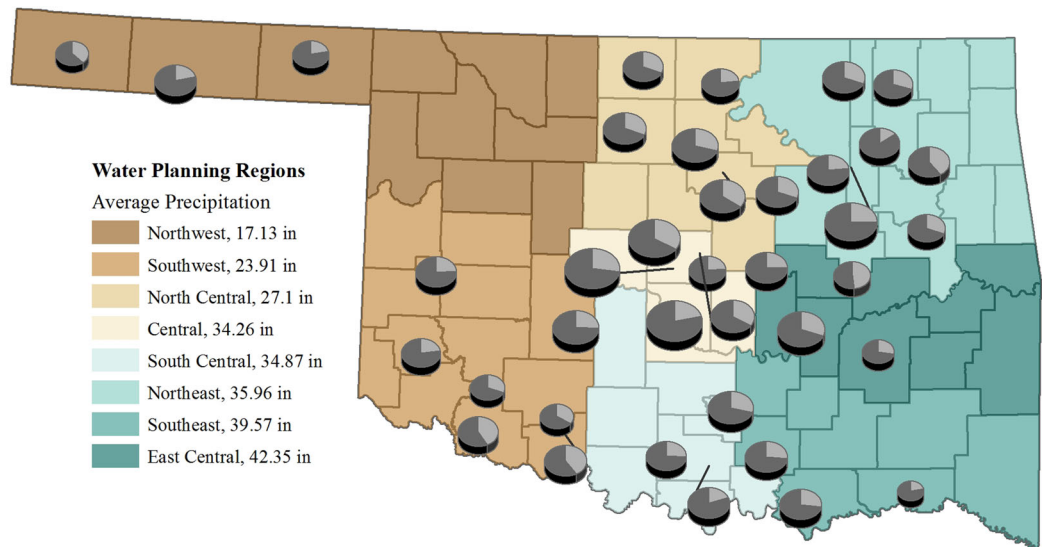 Water Planning Regions
Average Precipitation
Northwest, 17.13 in
Southwest, 23.91 in
North Central, 27.1 in
Central, 34.26 in
South Central, 34.87 in
Northeast, 35.96 in
Southeast, 39.57 in
East Central, 42.35 in